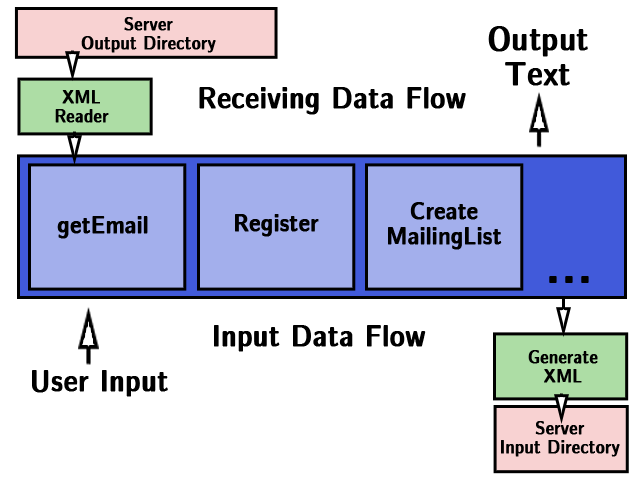 Server
Output Directory
Output
Text
XML
Reader
Receiving Data Flow
getEmail
Register
Create
MailingList
...
Input Data Flow
User Input
Generate
XML
Server
Input Directory